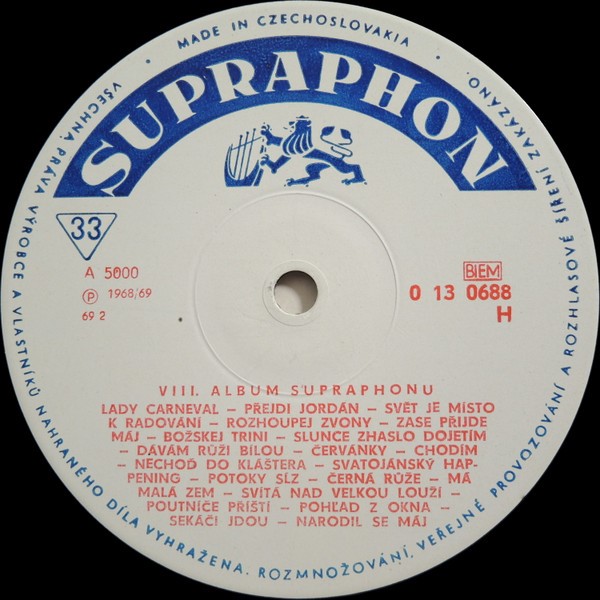 MADE IN CZECHOSLOVAKIA
SUPRAPHON
33
A 5000
℗ 1968/69
69 2
BIEM
0 13 0688
H
VIII. ALBUM SUPRAPHONU
LADY CARNEVAL – PŘEJDI JORDÁN – SVĚT JE MÍSTO
K RADOVÁNÍ – ROZHOUPEJ ZVONY – ZASE PŘIJDE
MÁJ – BOŽSKEJ TRINI – SLUNCE ZHASLO DOJETÍM
– DÁVÁM RŮŽI BÍLOU – ČERVÁNKY – CHODÍM
– NECHOĎ DO KLÁŠTERA – SVATOJÁNSKÝ HAP-
PENING – POTOKY SĹZ – ČERNÁ RŮŽE – MÁ
MALÁ ZEM – SVÍTÁ NAD VELKOU LOUŽÍ –
POUTNÍČE PŘÍŠTÍ – POHĽAD Z OKNA –
SEKÁČI JDOU – NARODIL SE MÁJ
VŠECHNA PRÁVA VÝROBCE A VLASTNÍKŮ NAHRANÉHO DÍLA VYHRAŽENA. ROZMNOŽOVÁNÍ, VEŘEJNÉ PROVOZOVÁNÍ A ROZHLASOVÉ ŠÍŘENÍ ZAKÁZÁNO.